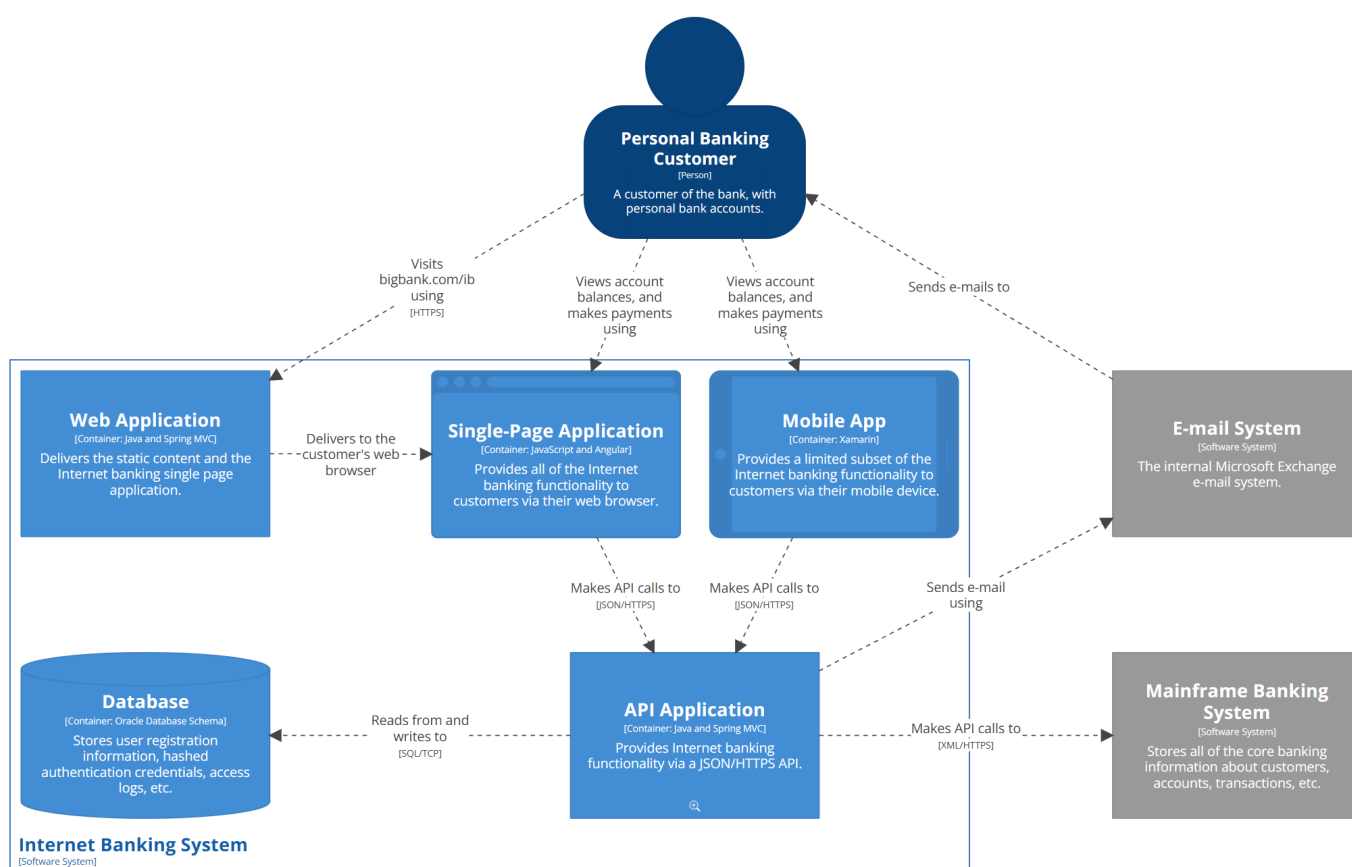 Personal Banking
Customer
[Person]
A customer of the bank, with
personal bank accounts.
Visits
bigbank.com/ib
using
[HTTPS]
Views account
balances, and
makes payments
using
Views account
balances, and
makes payments
using
Sends e-mails to
Web Application
[Container: Java and Spring MVC]
Delivers the static content and the
Internet banking single page
application.
Delivers to the
customer's web
browser
Single-Page Application
[Container: JavaScript and Angular]
Provides all of the Internet
banking functionality to
customers via their web browser.
Mobile App
[Container: Xamarin]
Provides a limited subset of the
Internet banking functionality to
customers via their mobile device.
E-mail System
[Software System]
The internal Microsoft Exchange
e-mail system.
Makes API calls to
[JSON/HTTPS]
Makes API calls to
[JSON/HTTPS]
Sends e-mail
using
Database
[Container: Oracle Database Schema]
Stores user registration
information, hashed
authentication credentials, access
logs, etc.
Reads from and
writes to
[SQL/TCP]
API Application
[Container: Java and Spring MVC]
Provides Internet banking
functionality via a JSON/HTTPS API.
Makes API calls to
[XML/HTTPS]
Mainframe Banking
System
[Software System]
Stores all of the core banking
information about customers,
accounts, transactions, etc.
Internet Banking System
[Software System]